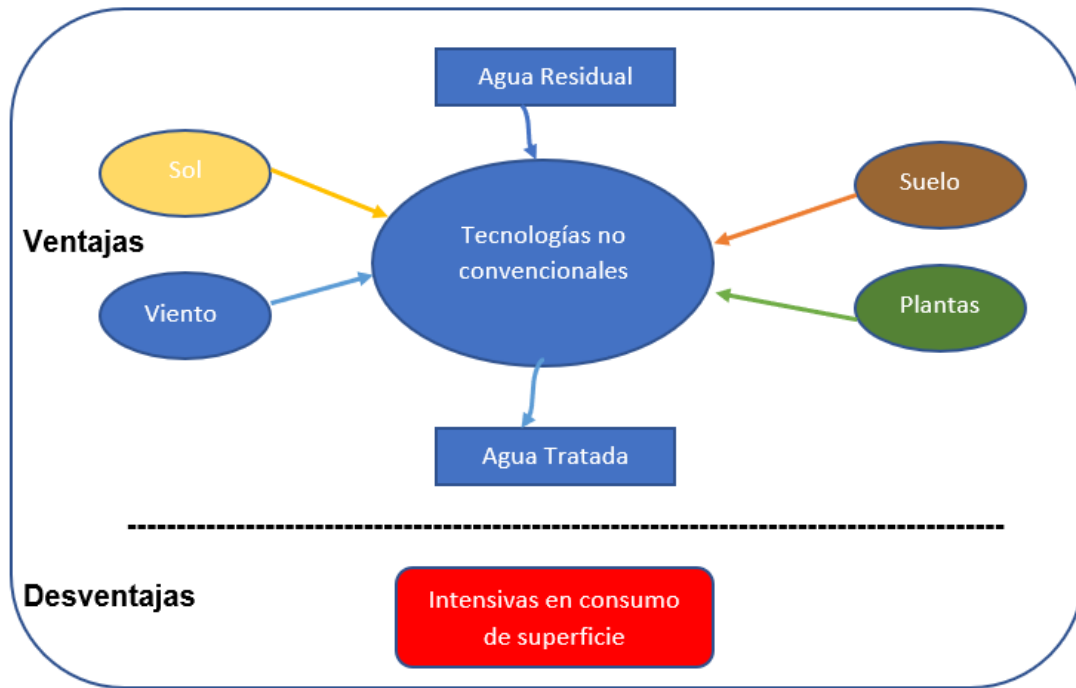 Agua Residual
Sol
Suelo
Ventajas
Tecnologías no
convencionales
Viento
Plantas
Agua Tratada
Desventajas
Intensivas en consumo
de superficie